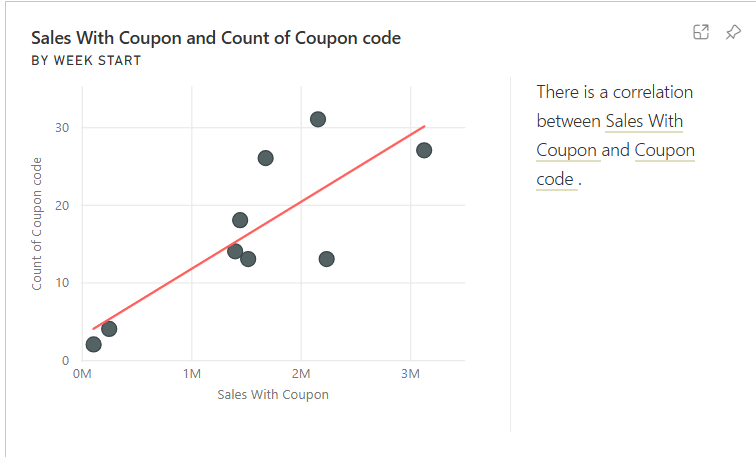 Sales With Coupon and Count of Coupon code
BY WEEK START
There is a correlation
between Sales With
Coupon and Coupon
code .
Count of Coupon code
30
20
10
0
0M
1M
2M
3M
Sales With Coupon